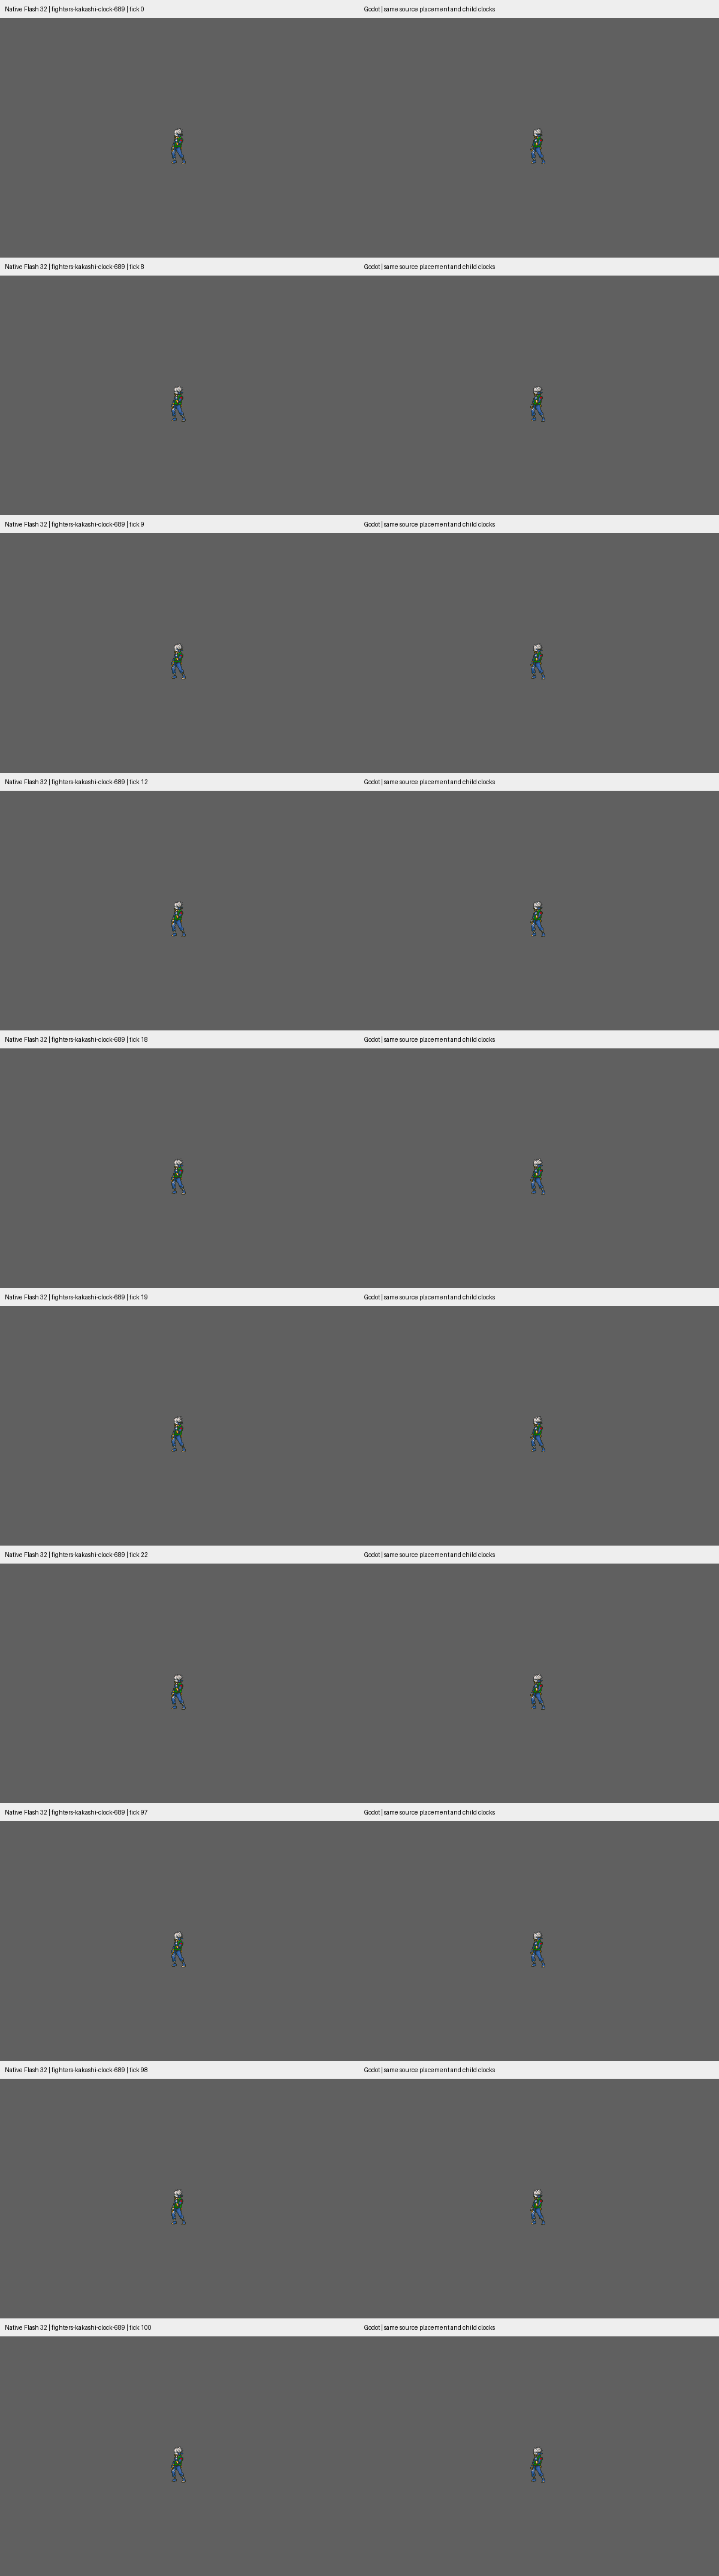 Native Flash 32 | fighters-kakashi-clock-689 | tick 0
Godot | same source placement and child clocks
Native Flash 32 | fighters-kakashi-clock-689 | tick 8
Godot | same source placement and child clocks
Native Flash 32 | fighters-kakashi-clock-689 | tick 9
Godot | same source placement and child clocks
Native Flash 32 | fighters-kakashi-clock-689 | tick 12
Godot | same source placement and child clocks
Native Flash 32 | fighters-kakashi-clock-689 | tick 18
Godot | same source placement and child clocks
Native Flash 32 | fighters-kakashi-clock-689 | tick 19
Godot | same source placement and child clocks
Native Flash 32 | fighters-kakashi-clock-689 | tick 22
Godot | same source placement and child clocks
Native Flash 32 | fighters-kakashi-clock-689 | tick 97
Godot | same source placement and child clocks
Native Flash 32 | fighters-kakashi-clock-689 | tick 98
Godot | same source placement and child clocks
Native Flash 32 | fighters-kakashi-clock-689 | tick 100
Godot | same source placement and child clocks